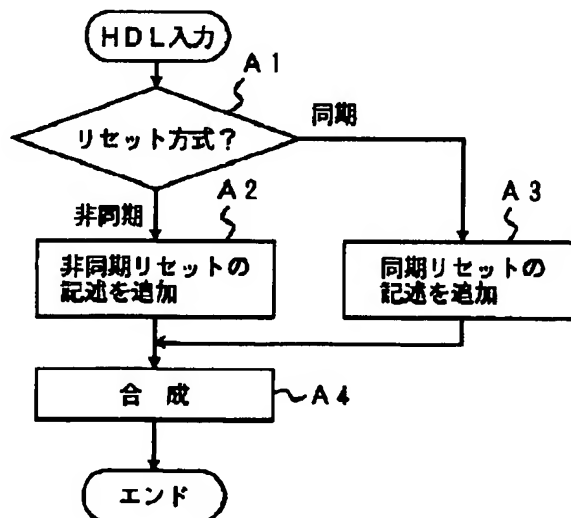 HDL入力
A1
リセット方式？
同期
非同期
A2
非同期リセットの
記述を追加
A3
同期リセットの
記述を追加
合 成
A4
エンド